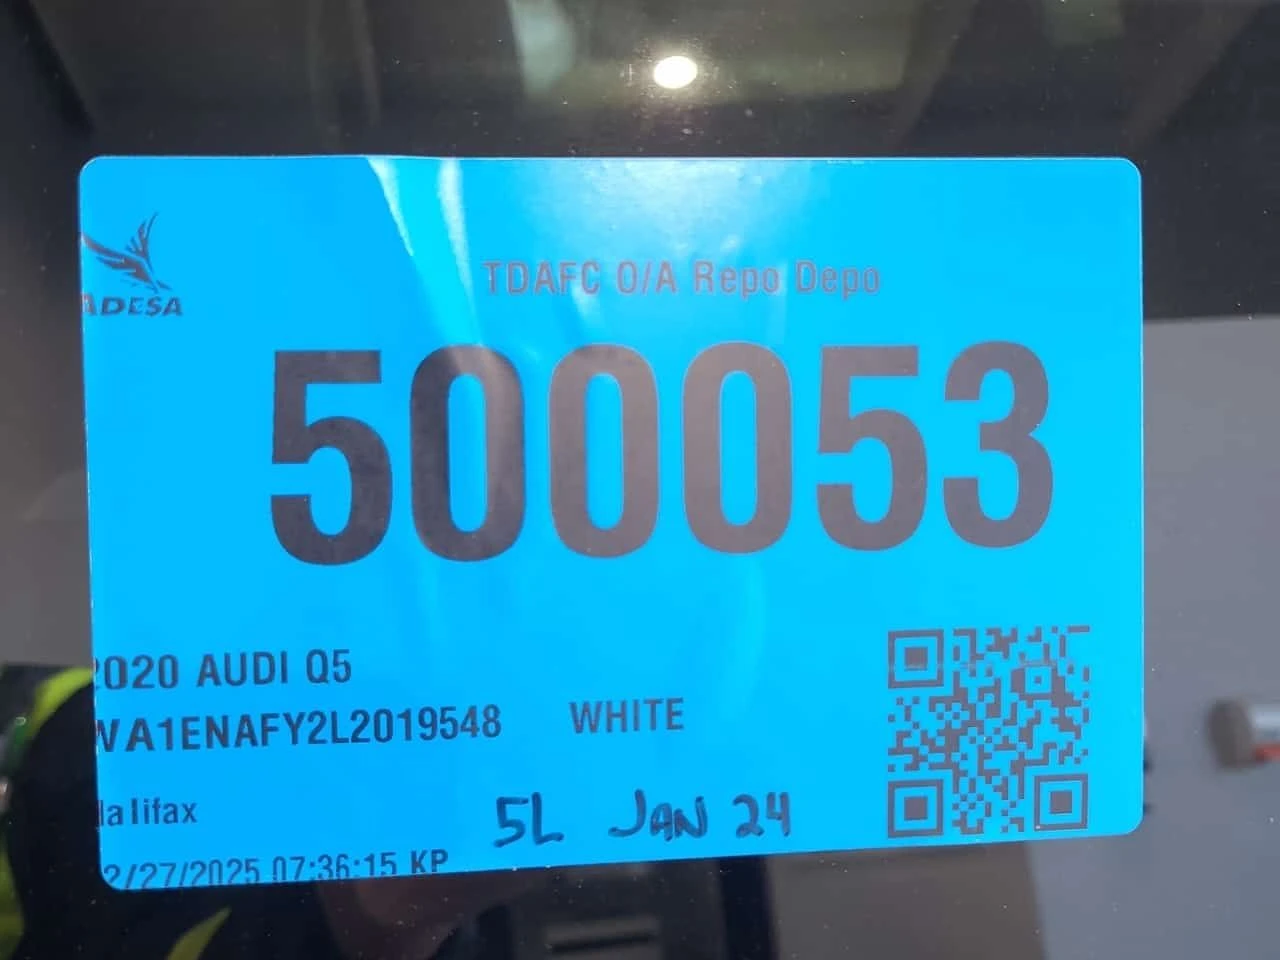 ADESA
TDAFC O/A Repo Depo
500053
2020 AUDI Q5
WA1ENAFY2L2019548 WHITE
Halifax
5L JAN 24
2/27/2025 07:36:15 KP